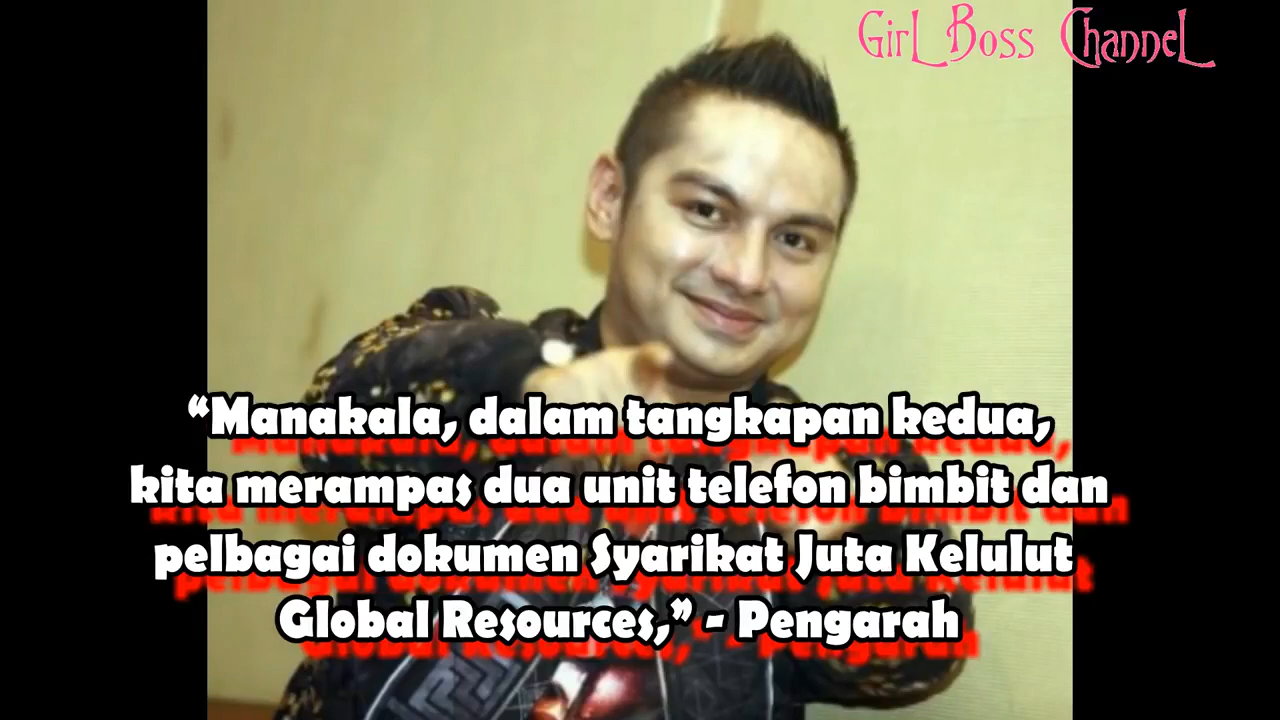 Girl Boss Channel
“Manakala, dalam tangkapan kedua,
kita merampas dua unit telefon bimbit dan
pelbagai dokumen Syarikat Juta Kelulut
Global Resources,” - Pengarah